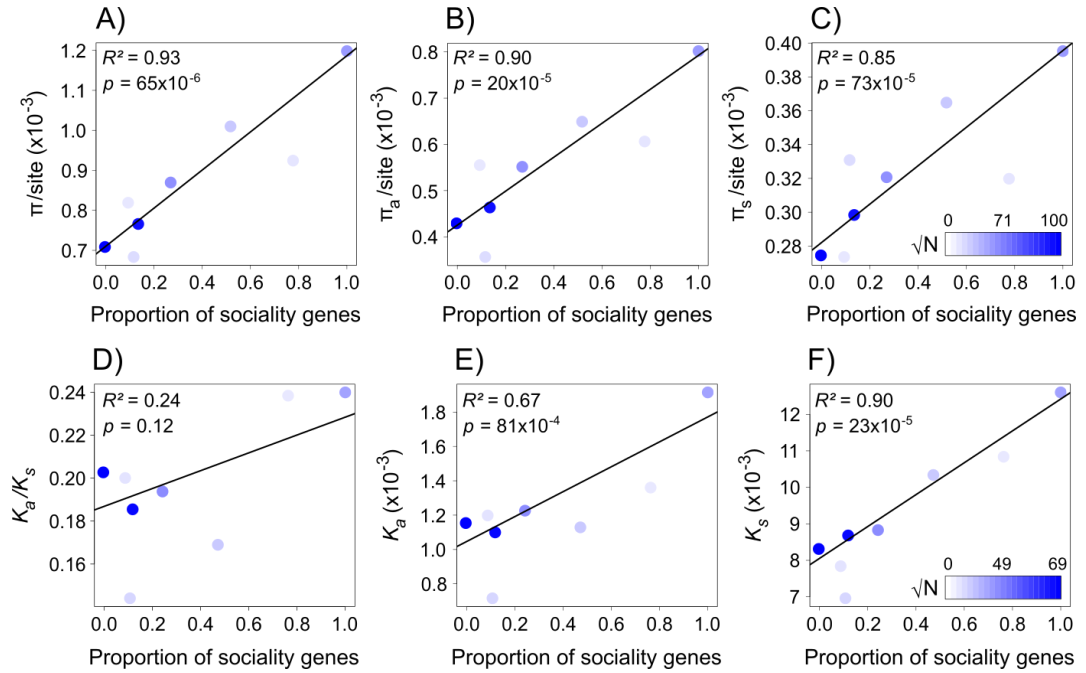 A)
R² = 0.93
p = 65x10⁻⁶
π/site (x10⁻³)
1.2
1.0
0.9
0.8
0.7
0.0 0.2 0.4 0.6 0.8 1.0
Proportion of sociality genes
B)
R² = 0.90
p = 20x10⁻⁵
πₐ/site (x10⁻³)
0.8
0.7
0.6
0.5
0.4
0.0 0.2 0.4 0.6 0.8 1.0
Proportion of sociality genes
C)
R² = 0.85
p = 73x10⁻⁵
πₛ/site (x10⁻³)
0.40
0.36
0.34
0.32
0.30
0.28
0 71 100
√N
0.0 0.2 0.4 0.6 0.8 1.0
Proportion of sociality genes
D)
R² = 0.24
p = 0.12
Kₐ/Kₛ
0.24
0.22
0.20
0.18
0.16
0.0 0.2 0.4 0.6 0.8 1.0
Proportion of sociality genes
E)
R² = 0.67
p = 81x10⁻⁴
Kₐ (x10⁻³)
1.8
1.6
1.4
1.2
1.0
0.8
0.0 0.2 0.4 0.6 0.8 1.0
Proportion of sociality genes
F)
R² = 0.90
p = 23x10⁻⁵
Kₛ (x10⁻³)
12
11
10
9
8
7
0 49 69
√N
0.0 0.2 0.4 0.6 0.8 1.0
Proportion of sociality genes